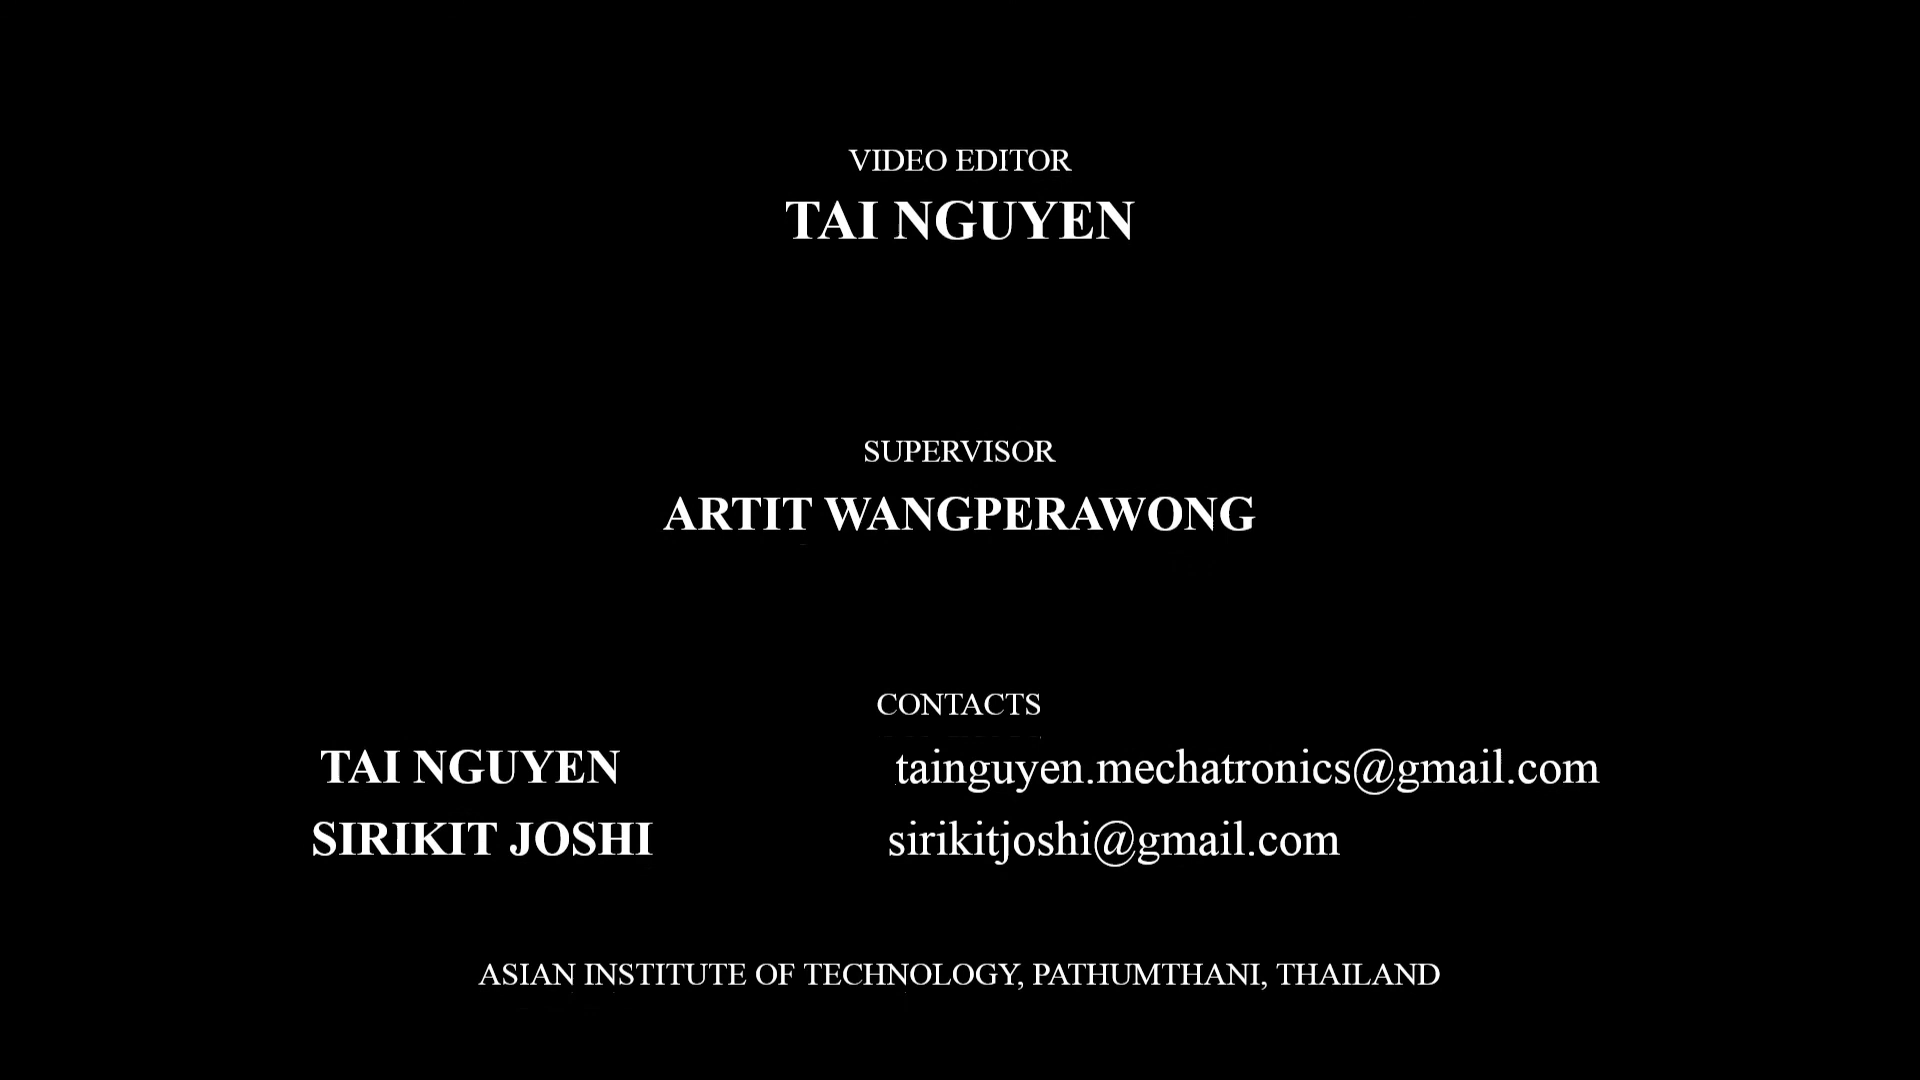 VIDEO EDITOR
TAI NGUYEN
SUPERVISOR
ARTIT WANGPERAWONG
CONTACTS
TAI NGUYEN tainguyen.mechatronics@gmail.com
SIRIKIT JOSHI sirikitjoshi@gmail.com
ASIAN INSTITUTE OF TECHNOLOGY, PATHUMTHANI, THAILAND